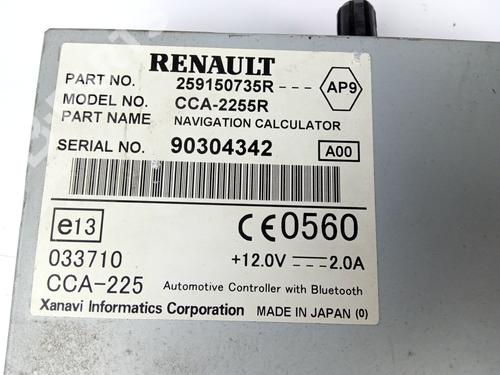 RENAULT
PART NO. 259150735R---
AP9
MODEL NO. CCA-2255R
PART NAME NAVIGATION CALCULATOR
SERIAL NO. 90304342 A00
e13 CE0560
033710 +12.0V 2.0A
CCA-225 Automotive Controller with Bluetooth
Xanavi Informatics Corporation MADE IN JAPAN (0)